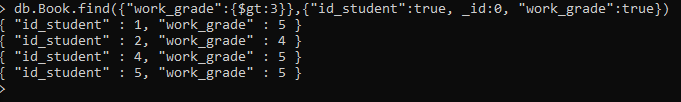 > db.Book.find({"work_grade":{$gt:3}},{"id_student":true, _id:0, "work_grade":true})
{ "id_student" : 1, "work_grade" : 5 }
{ "id_student" : 2, "work_grade" : 4 }
{ "id_student" : 4, "work_grade" : 5 }
{ "id_student" : 5, "work_grade" : 5 }
>